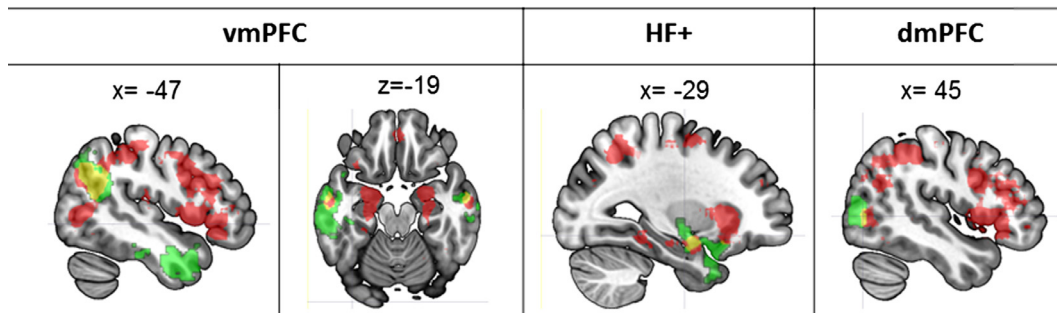 vmPFC HF+ dmPFC
x= -47 z=-19 x= -29 x= 45